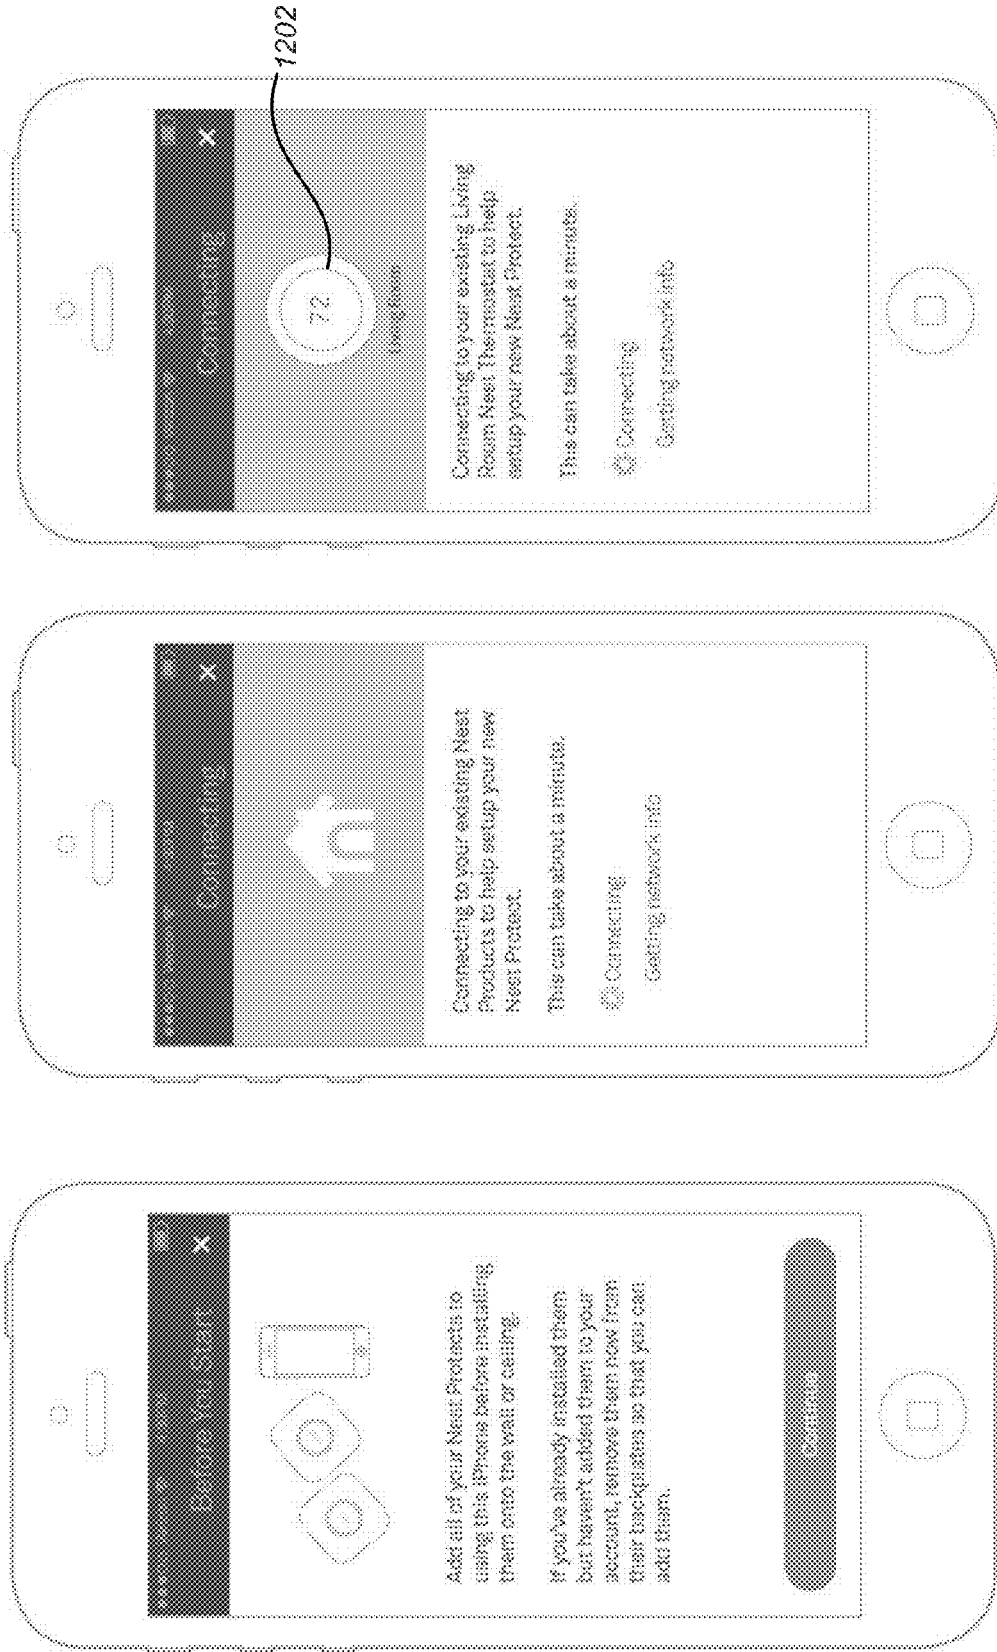 Before You Start
×
Add all of your Nest Protects to
using this iPhone before installing
them onto the wall or ceiling.
If you've already installed them
but haven't added them to your
account, remove them now from
their backplates so that you can
add them.
Connecting
×
Connecting to your existing Nest
Products to help setup your new
Nest Protect.
This can take about a minute.
Connecting
Getting network info
Connecting
×
72
Living Room
Connecting to your existing Living
Room Nest Thermostat to help
setup your new Nest Protect.
This can take about a minute.
Connecting
Getting network info
1202